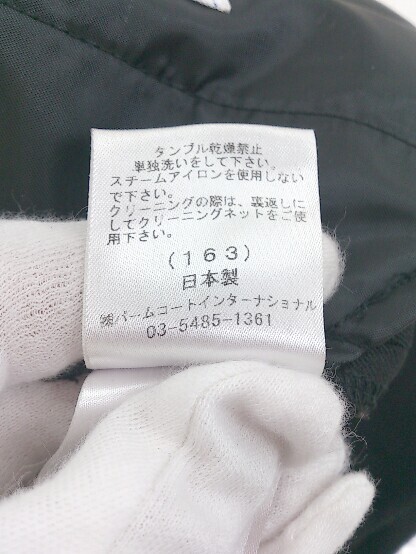 タンブル乾燥禁止
単独洗いをして下さい。
スチームアイロンを使用しない
で下さい。
クリーニングの際は、裏返しに
してクリーニングネットをご使
用下さい。
(163)
日本製
㈱パームコートインターナショナル
03-5485-1361